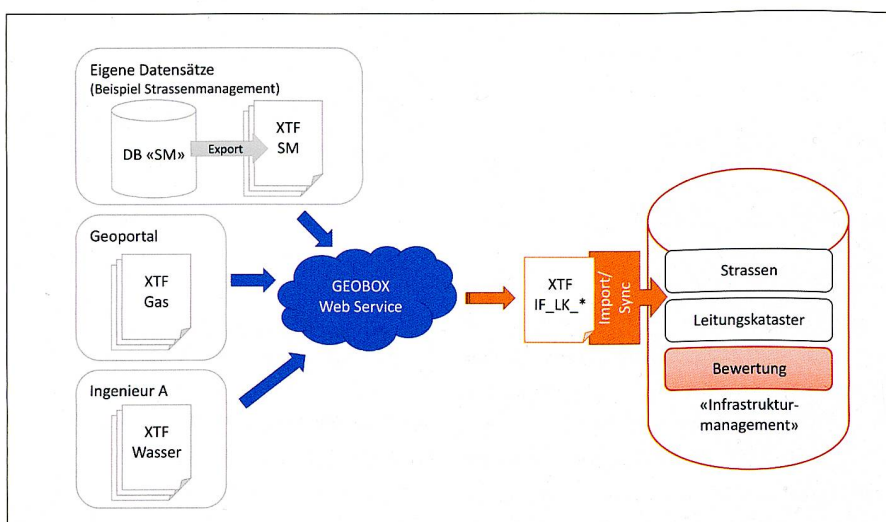 Eigene Datensätze
(Beispiel Strassenmanagement)
DB «SM»
Export
XTF
SM
Geoportal
XTF
Gas
Ingenieur A
XTF
Wasser
GEOBOX
Web Service
XTF
IF_LK_*
Import/
Sync
Strassen
Leitungskataster
Bewertung
«Infrastruktur-
management»